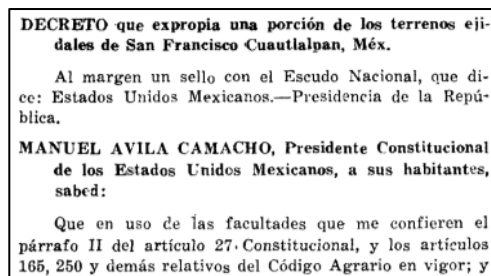 DECRETO que expropia una porción de los terrenos eji-
dales de San Francisco Cuautlalpan, Méx.
Al margen un sello con el Escudo Nacional, que di-
ce: Estados Unidos Mexicanos.—Presidencia de la Repú-
blica.
MANUEL AVILA CAMACHO, Presidente Constitucional
de los Estados Unidos Mexicanos, a sus habitantes,
sabed:
Que en uso de las facultades que me confieren el
párrafo II del artículo 27 Constitucional, y los artículos
165, 250 y demás relativos del Código Agrario en vigor; y